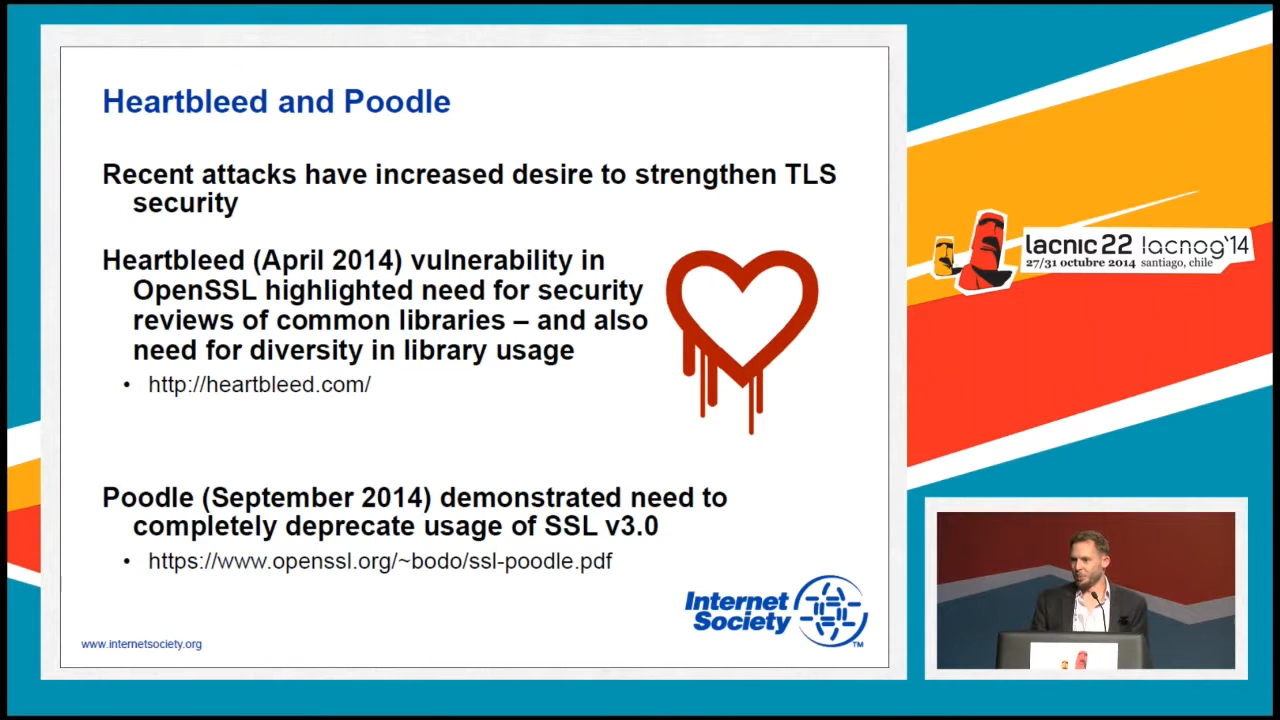 Heartbleed and Poodle
Recent attacks have increased desire to strengthen TLS
security
Heartbleed (April 2014) vulnerability in
OpenSSL highlighted need for security
reviews of common libraries – and also
need for diversity in library usage
• http://heartbleed.com/
Poodle (September 2014) demonstrated need to
completely deprecate usage of SSL v3.0
• https://www.openssl.org/~bodo/ssl-poodle.pdf
Internet
Society
TM
www.internetsociety.org
lacnic 22 lacnog'14
27/31 octubre 2014 santiago, chile